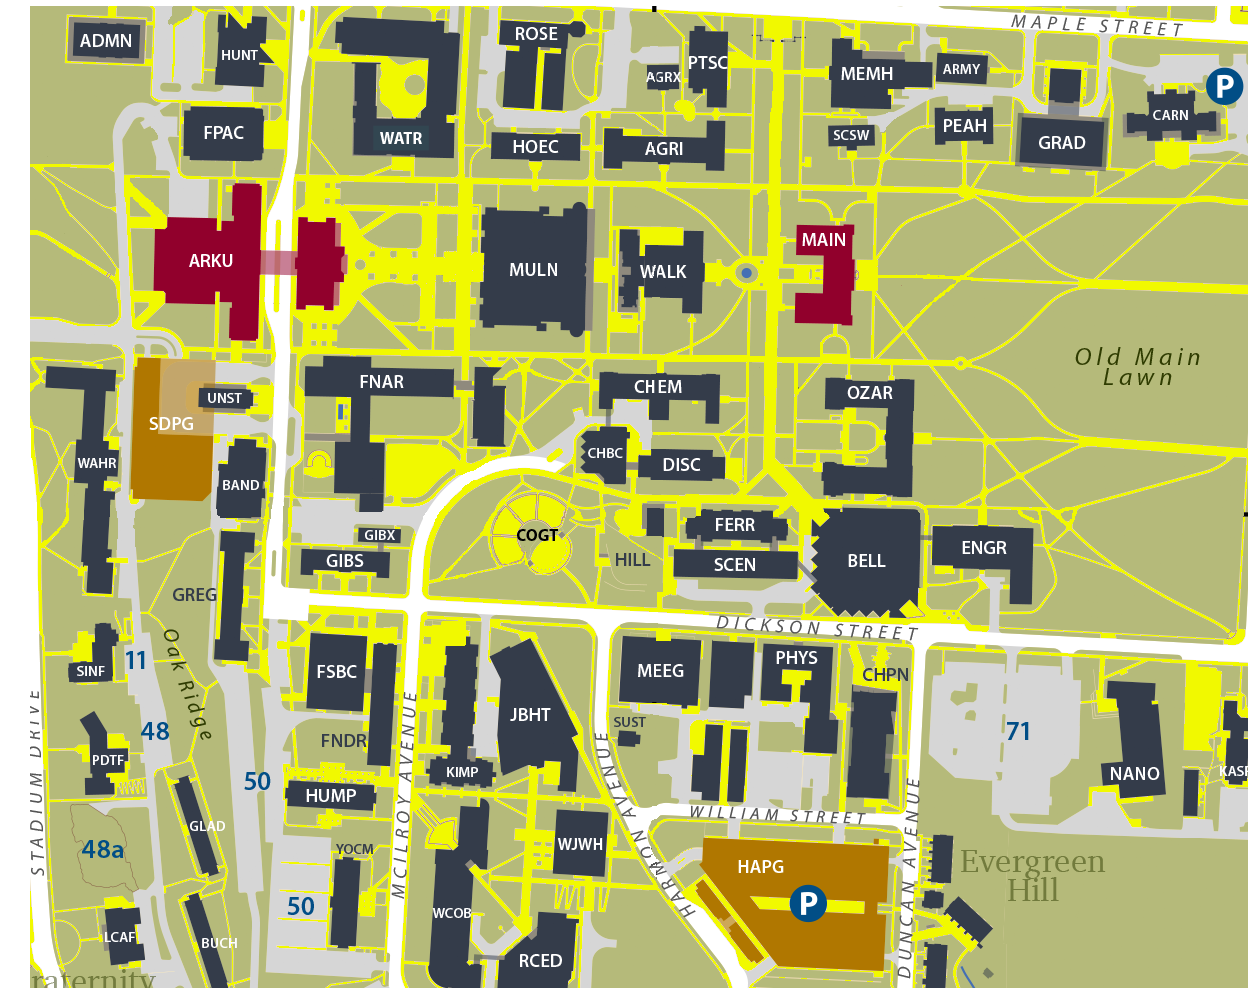 MAPLE STREET
ADMN
HUNT
ROSE
PTSC
AGRX
MEMH
ARMY
P
CARN
FPAC
WATR
HOEC
AGRI
SCSW
PEAH
GRAD
ARKU
MULN
WALK
MAIN
Old Main
Lawn
FNAR
CHEM
OZAR
UNST
SDPG
WAHR
BAND
CHBC
DISC
GIBX
COGT
FERR
GIBS
HILL
SCEN
BELL
ENGR
GREG
DICKSON STREET
Oak Ridge
SINF
11
FSBC
MEEG
PHYS
CHPN
STADIUM DRIVE
48
PDTF
50
FNDR
MCILROY AVENUE
JBHT
SUST
71
KIMP
NANO
KASF
HUMP
HARMON AVENUE
WILLIAM STREET
DUNCAN AVENUE
GLAD
48a
YOCM
WJWH
HAPG
Evergreen
Hill
P
50
WCOB
LCAF
BUCH
RCED
raternity